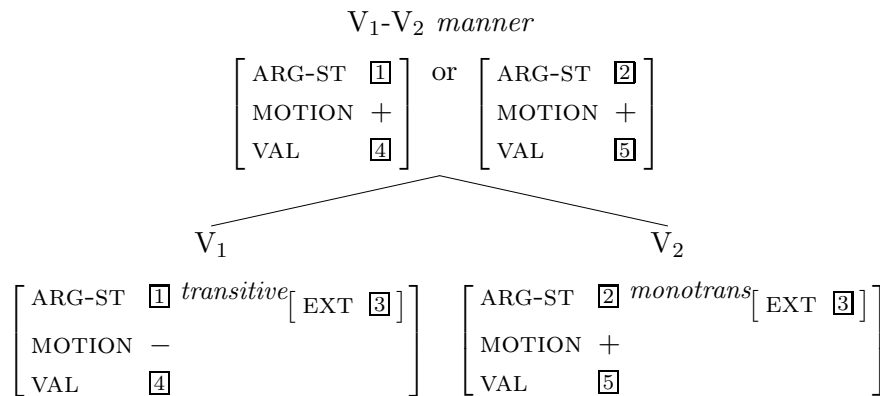 V₁-V₂ manner
[ARG-ST 1 or [ARG-ST 2
MOTION + MOTION +
VAL 4] VAL 5]
V₁ V₂
[ARG-ST 1 transitive[EXT 3] [ARG-ST 2 monotrans[EXT 3]
MOTION − MOTION +
VAL 4] VAL 5]